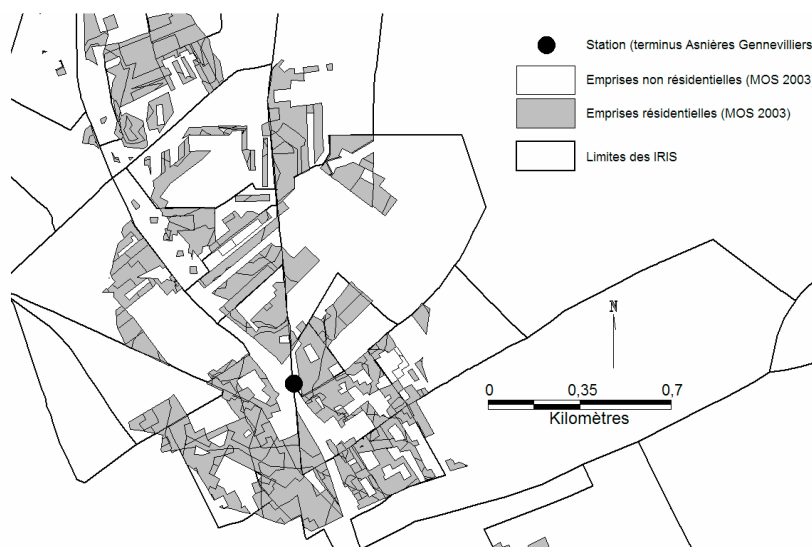 Station (terminus Asnières Gennevilliers
Emprises non résidentielles (MOS 2003
Emprises résidentielles (MOS 2003)
Limites des IRIS
N
0 0,35 0,7
Kilomètres